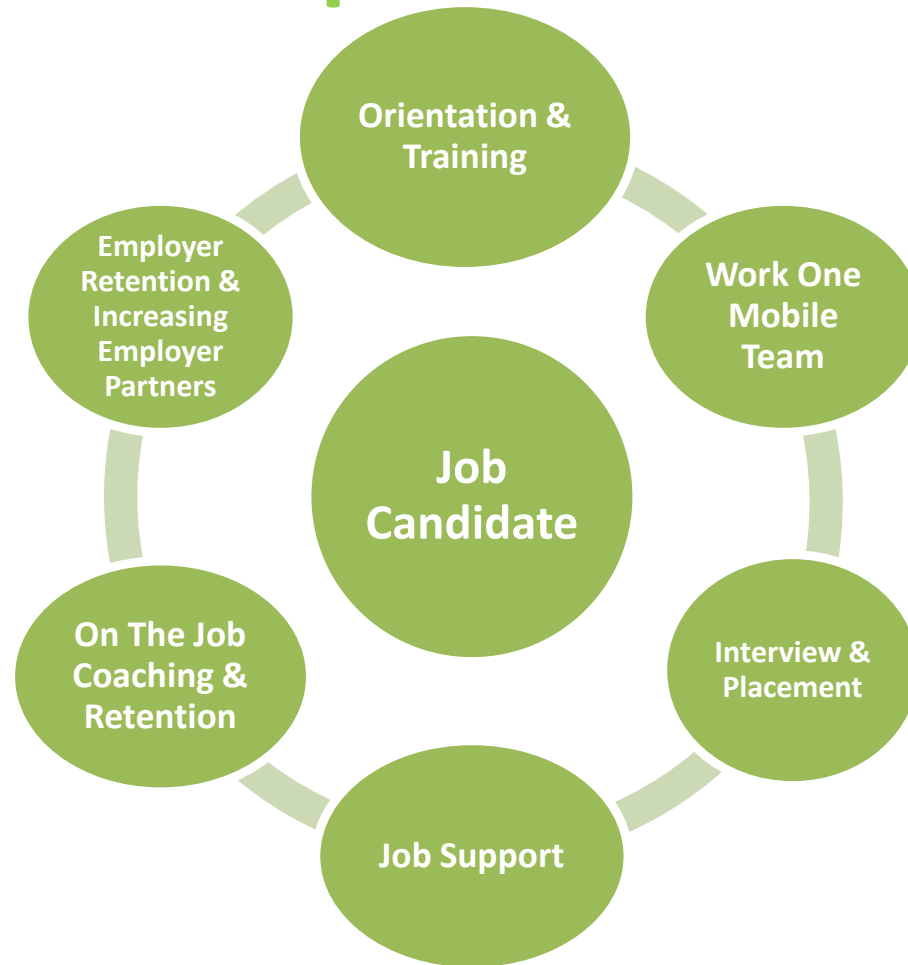 Orientation &
Training
Work One
Mobile
Team
Interview &
Placement
Job Support
On The Job
Coaching &
Retention
Employer
Retention &
Increasing
Employer
Partners
Job
Candidate